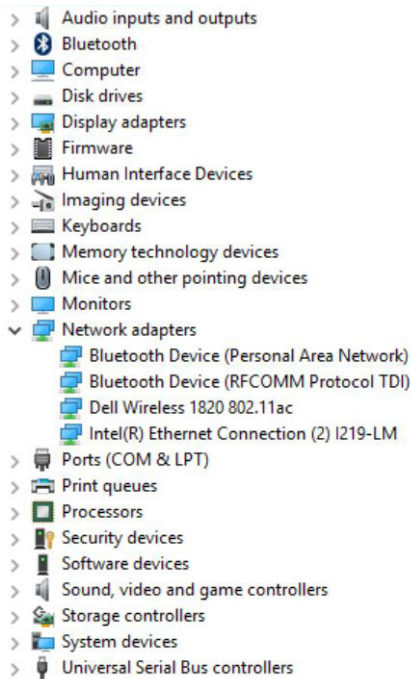 Audio inputs and outputs
Bluetooth
Computer
Disk drives
Display adapters
Firmware
Human Interface Devices
Imaging devices
Keyboards
Memory technology devices
Mice and other pointing devices
Monitors
Network adapters
Bluetooth Device (Personal Area Network)
Bluetooth Device (RFCOMM Protocol TDI)
Dell Wireless 1820 802.11ac
Intel(R) Ethernet Connection (2) I219-LM
Ports (COM & LPT)
Print queues
Processors
Security devices
Software devices
Sound, video and game controllers
Storage controllers
System devices
Universal Serial Bus controllers